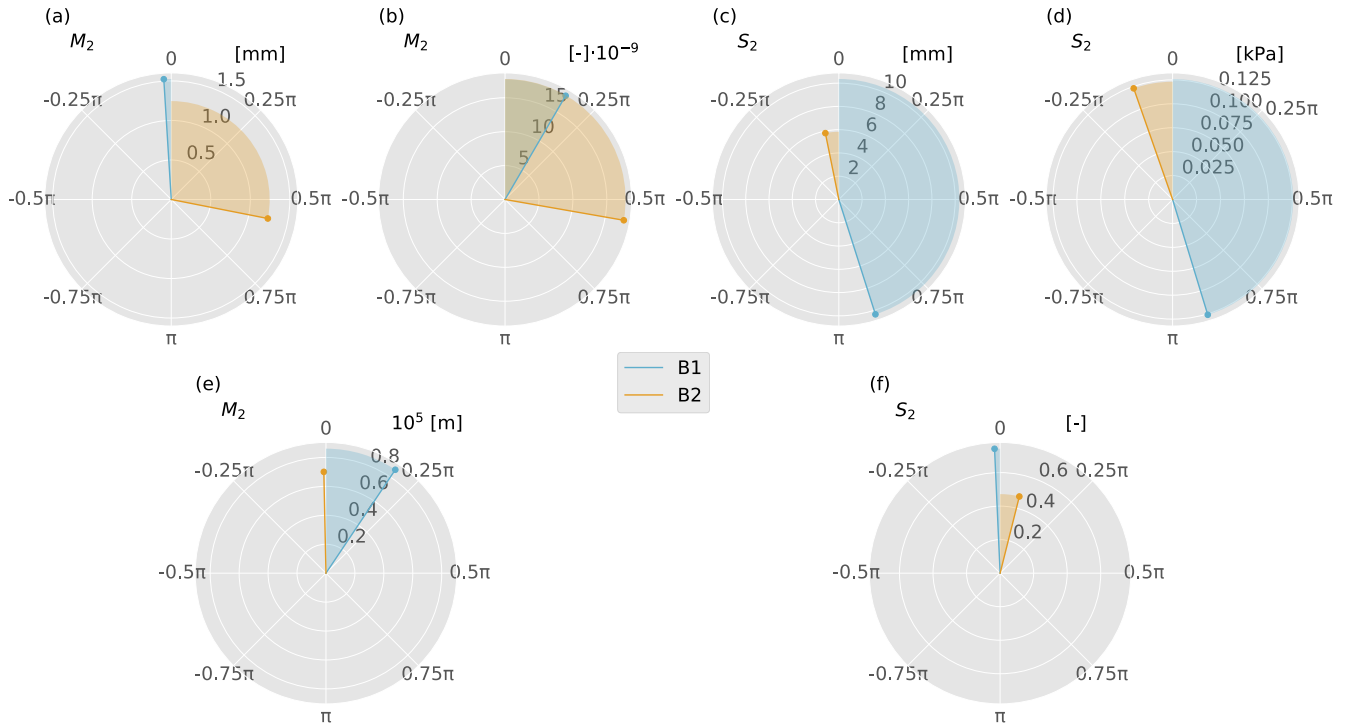 (a)
M₂
0
[mm]
-0.25π
1.5
0.25π
1.0
0.5
-0.5π
0.5π
-0.75π
0.75π
π
(b)
M₂
0
[-]·10⁻⁹
-0.25π
15
0.25π
10
5
-0.5π
0.5π
-0.75π
0.75π
π
(c)
S₂
0
[mm]
-0.25π
10
0.25π
8
6
4
2
-0.5π
0.5π
-0.75π
0.75π
π
(d)
S₂
0
[kPa]
-0.25π
0.125
0.25π
0.100
0.075
0.050
0.025
-0.5π
0.5π
-0.75π
0.75π
π
B1
B2
(e)
M₂
0
10⁵ [m]
-0.25π
0.8
0.25π
0.6
0.4
0.2
-0.5π
0.5π
-0.75π
0.75π
π
(f)
S₂
0
[-]
-0.25π
0.6
0.25π
0.4
0.2
-0.5π
0.5π
-0.75π
0.75π
π